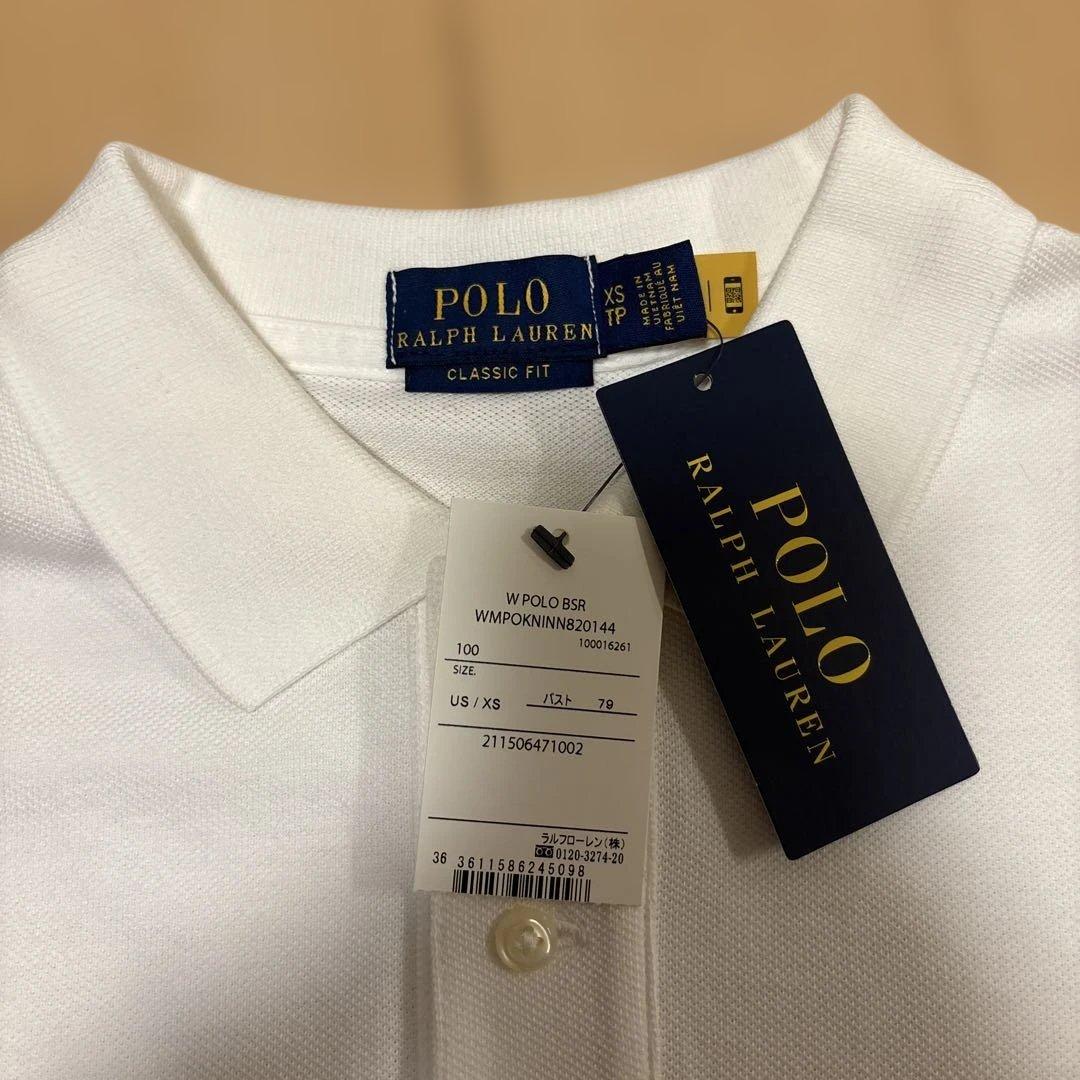 POLO
RALPH LAUREN
CLASSIC FIT
XS
TP
MADE IN
VIETNAM
FABRIQUÉ AU
VIÊT NAM
POLO
RALPH LAUREN
W POLO BSR
WMPOKNINN820144
100016261
100
SIZE.
US / XS バスト 79
211506471002
ラルフローレン(株)
0120-3274-20
36 3611586245098